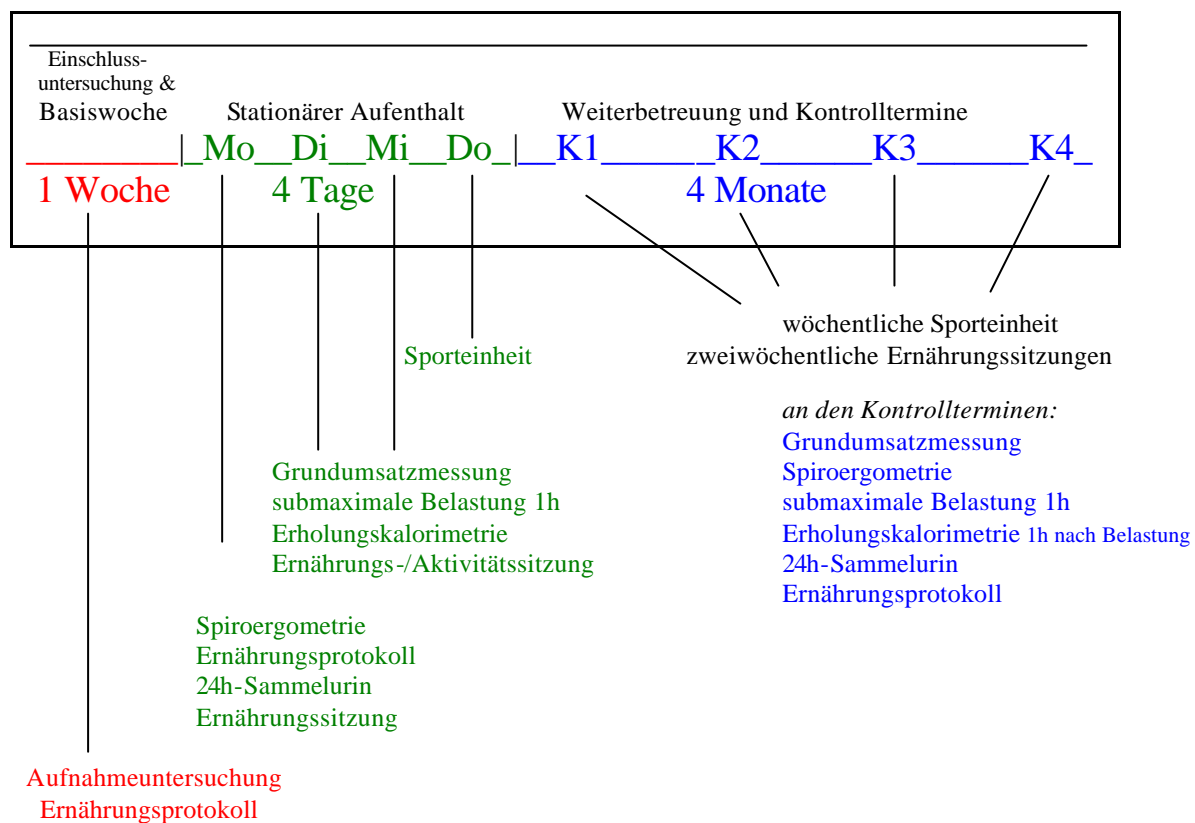 Einschluss-
untersuchung &
Basiswoche Stationärer Aufenthalt Weiterbetreuung und Kontrolltermine
__________|_Mo__Di__Mi__Do_|__K1______K2______K3______K4_
1 Woche 4 Tage 4 Monate
wöchentliche Sporteinheit
Sporteinheit zweiwöchentliche Ernährungssitzungen
an den Kontrollterminen:
Grundumsatzmessung
Spiroergometrie
submaximale Belastung 1h
Erholungskalorimetrie 1h nach Belastung
24h-Sammelurin
Ernährungsprotokoll
Grundumsatzmessung
submaximale Belastung 1h
Erholungskalorimetrie
Ernährungs-/Aktivitätssitzung
Spiroergometrie
Ernährungsprotokoll
24h-Sammelurin
Ernährungssitzung
Aufnahmeuntersuchung
Ernährungsprotokoll